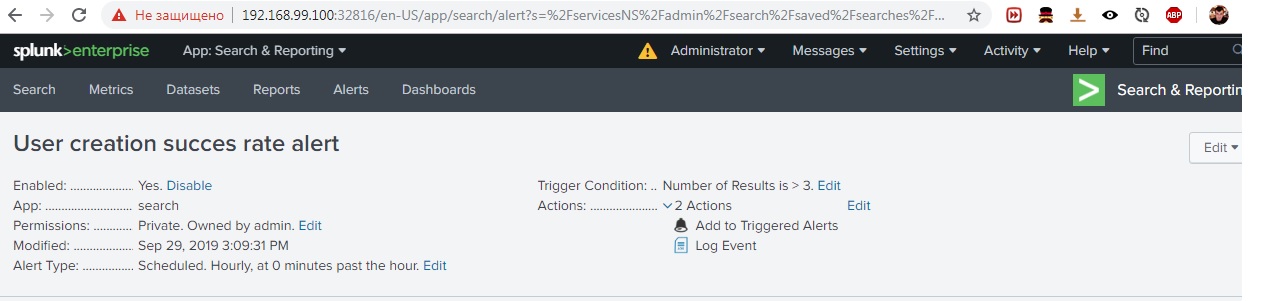 Не защищено 192.168.99.100:32816/en-US/app/search/alert?s=%2FservicesNS%2Fadmin%2Fsearch%2Fsaved%2Fsearches%2F... ABP
splunk>enterprise App: Search & Reporting Administrator Messages Settings Activity Help Find
Search Metrics Datasets Reports Alerts Dashboards > Search & Reportin
User creation succes rate alert Edit
Enabled: .................. Yes. Disable Trigger Condition: .. Number of Results is > 3. Edit
App: .......................... search Actions: ..................... 2 Actions Edit
Permissions: ............. Private. Owned by admin. Edit Add to Triggered Alerts
Modified: .................. Sep 29, 2019 3:09:31 PM Log Event
Alert Type: ............... Scheduled. Hourly, at 0 minutes past the hour. Edit